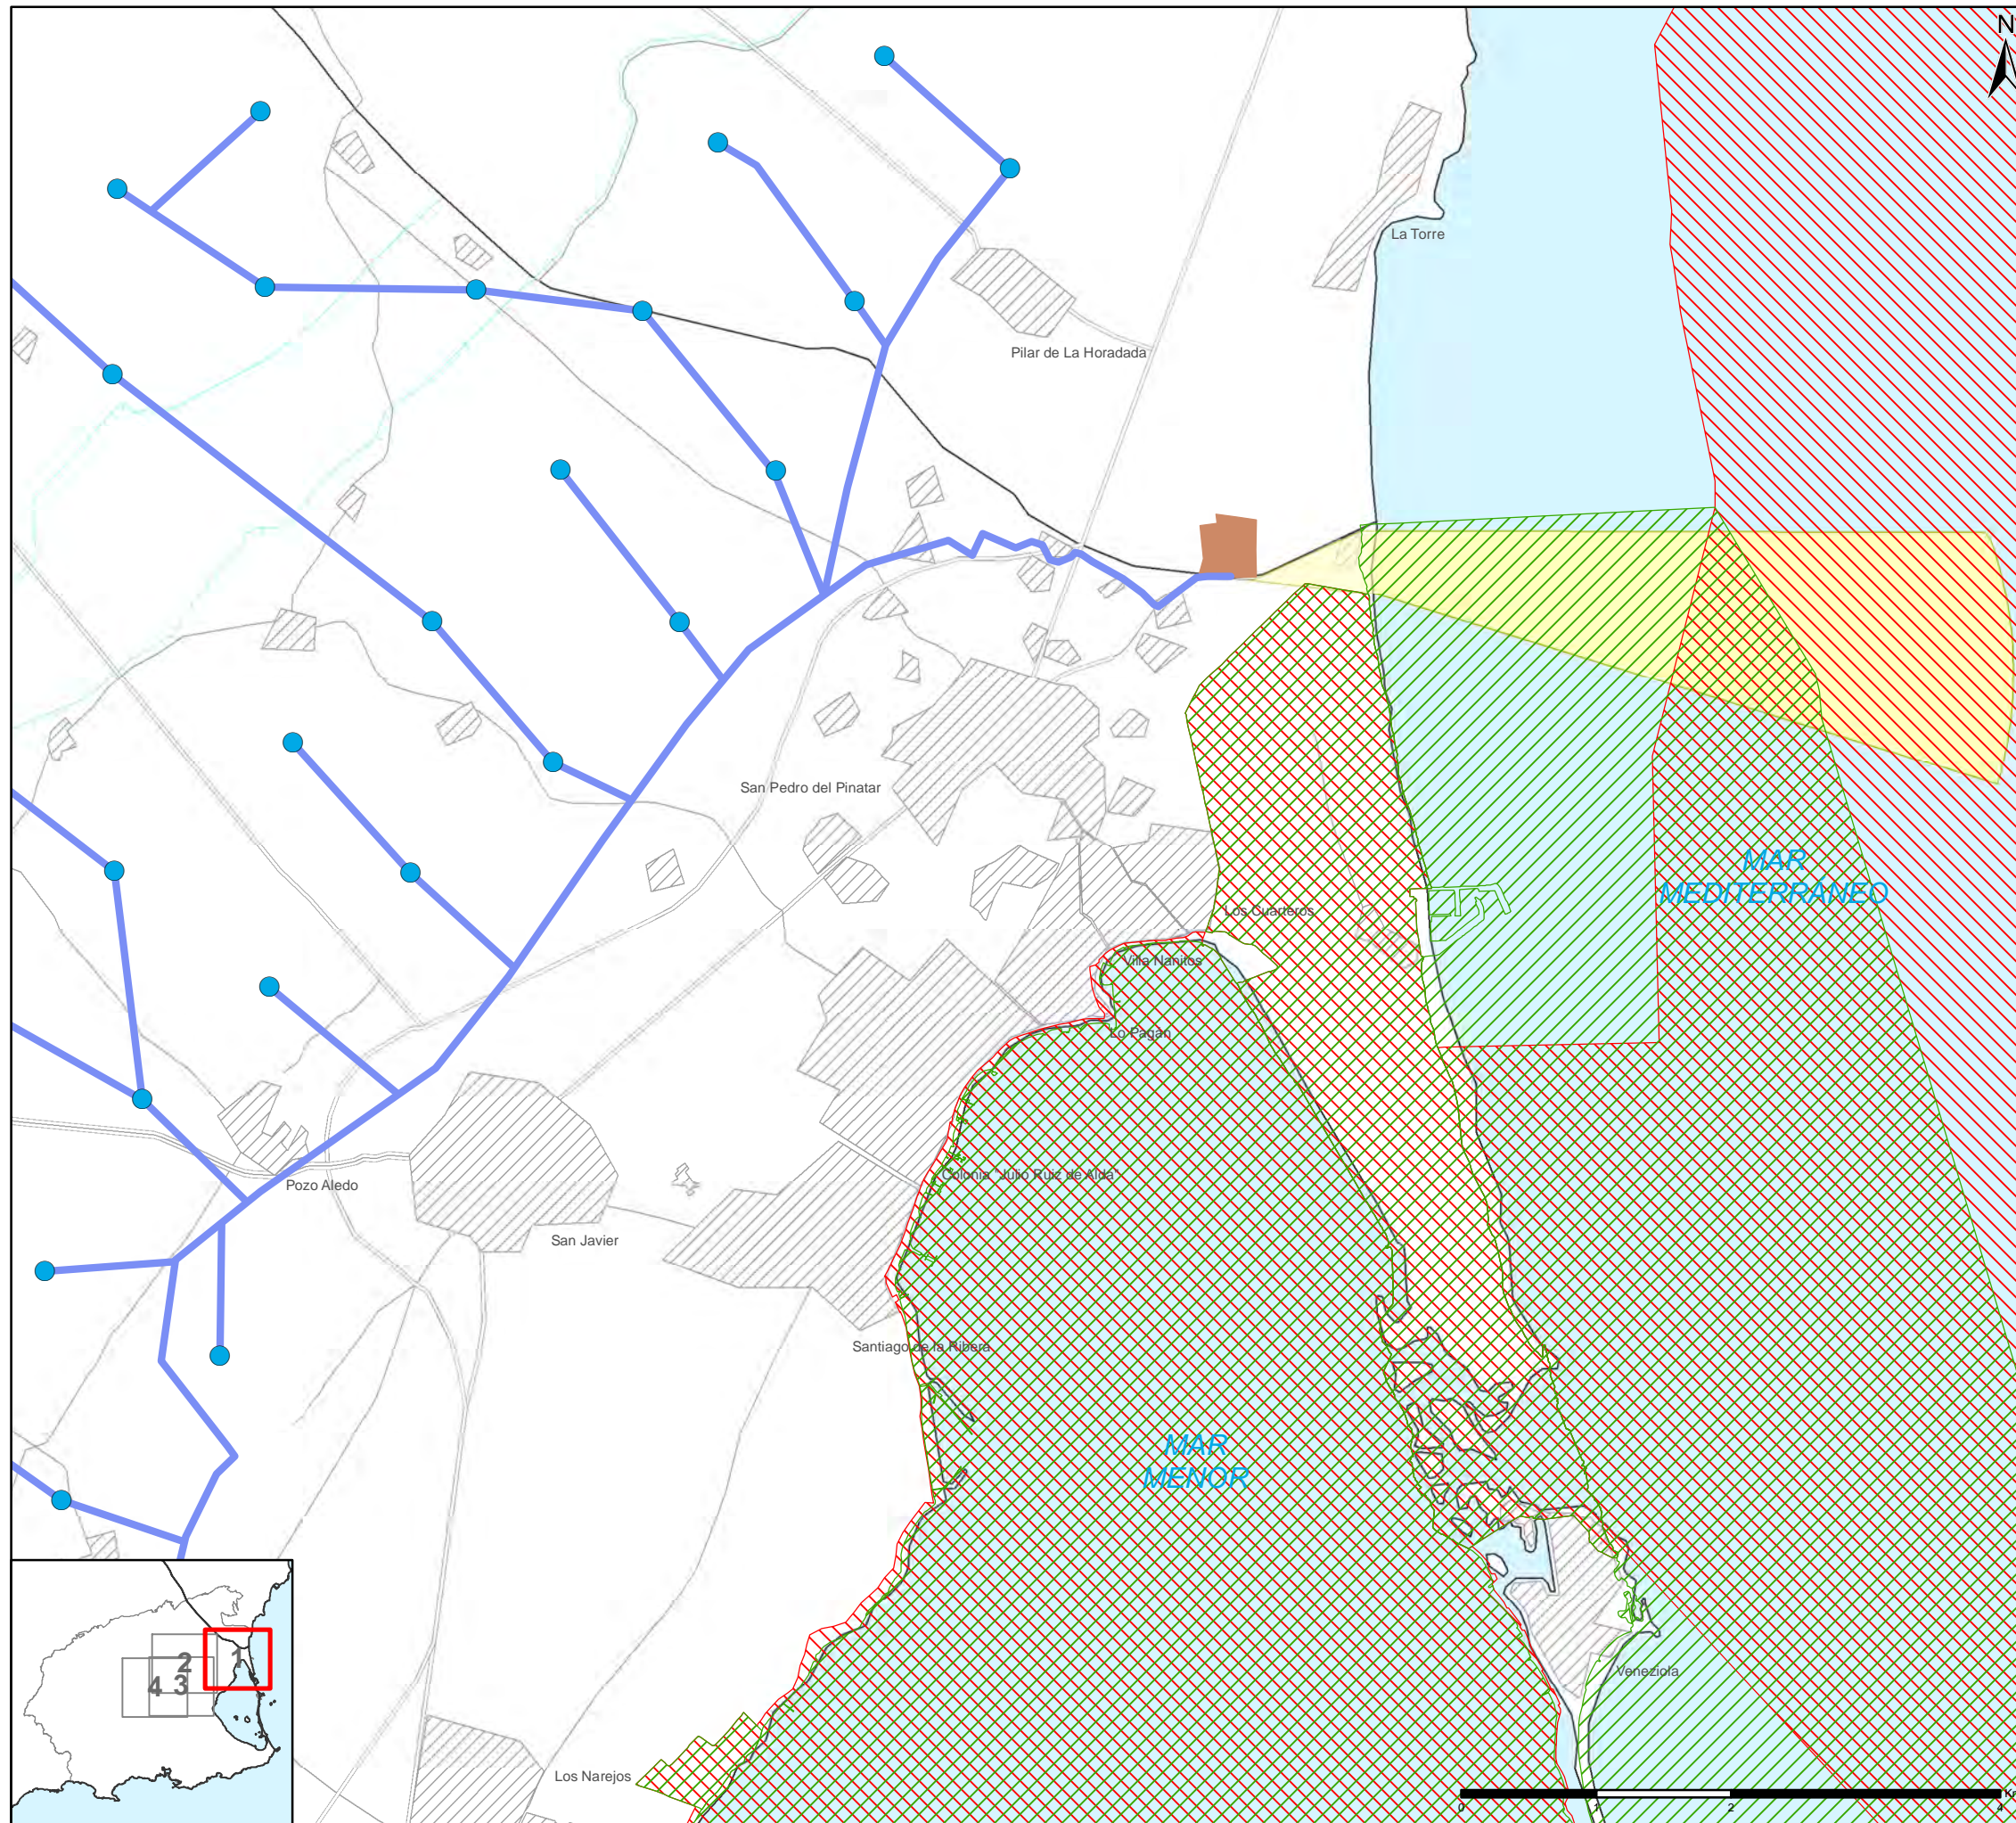 N
La Torre
Pilar de La Horadada
San Pedro del Pinatar
MAR
MEDITERRÁNEO
Los Cuarteros
Villa Nanitos
Lo Pagán
Colonia "Julio Ruiz de Alda"
Pozo Aledo
San Javier
Santiago de la Ribera
MAR
MENOR
Veneziola
Los Narejos
1
2
3
4
0 1 2 4